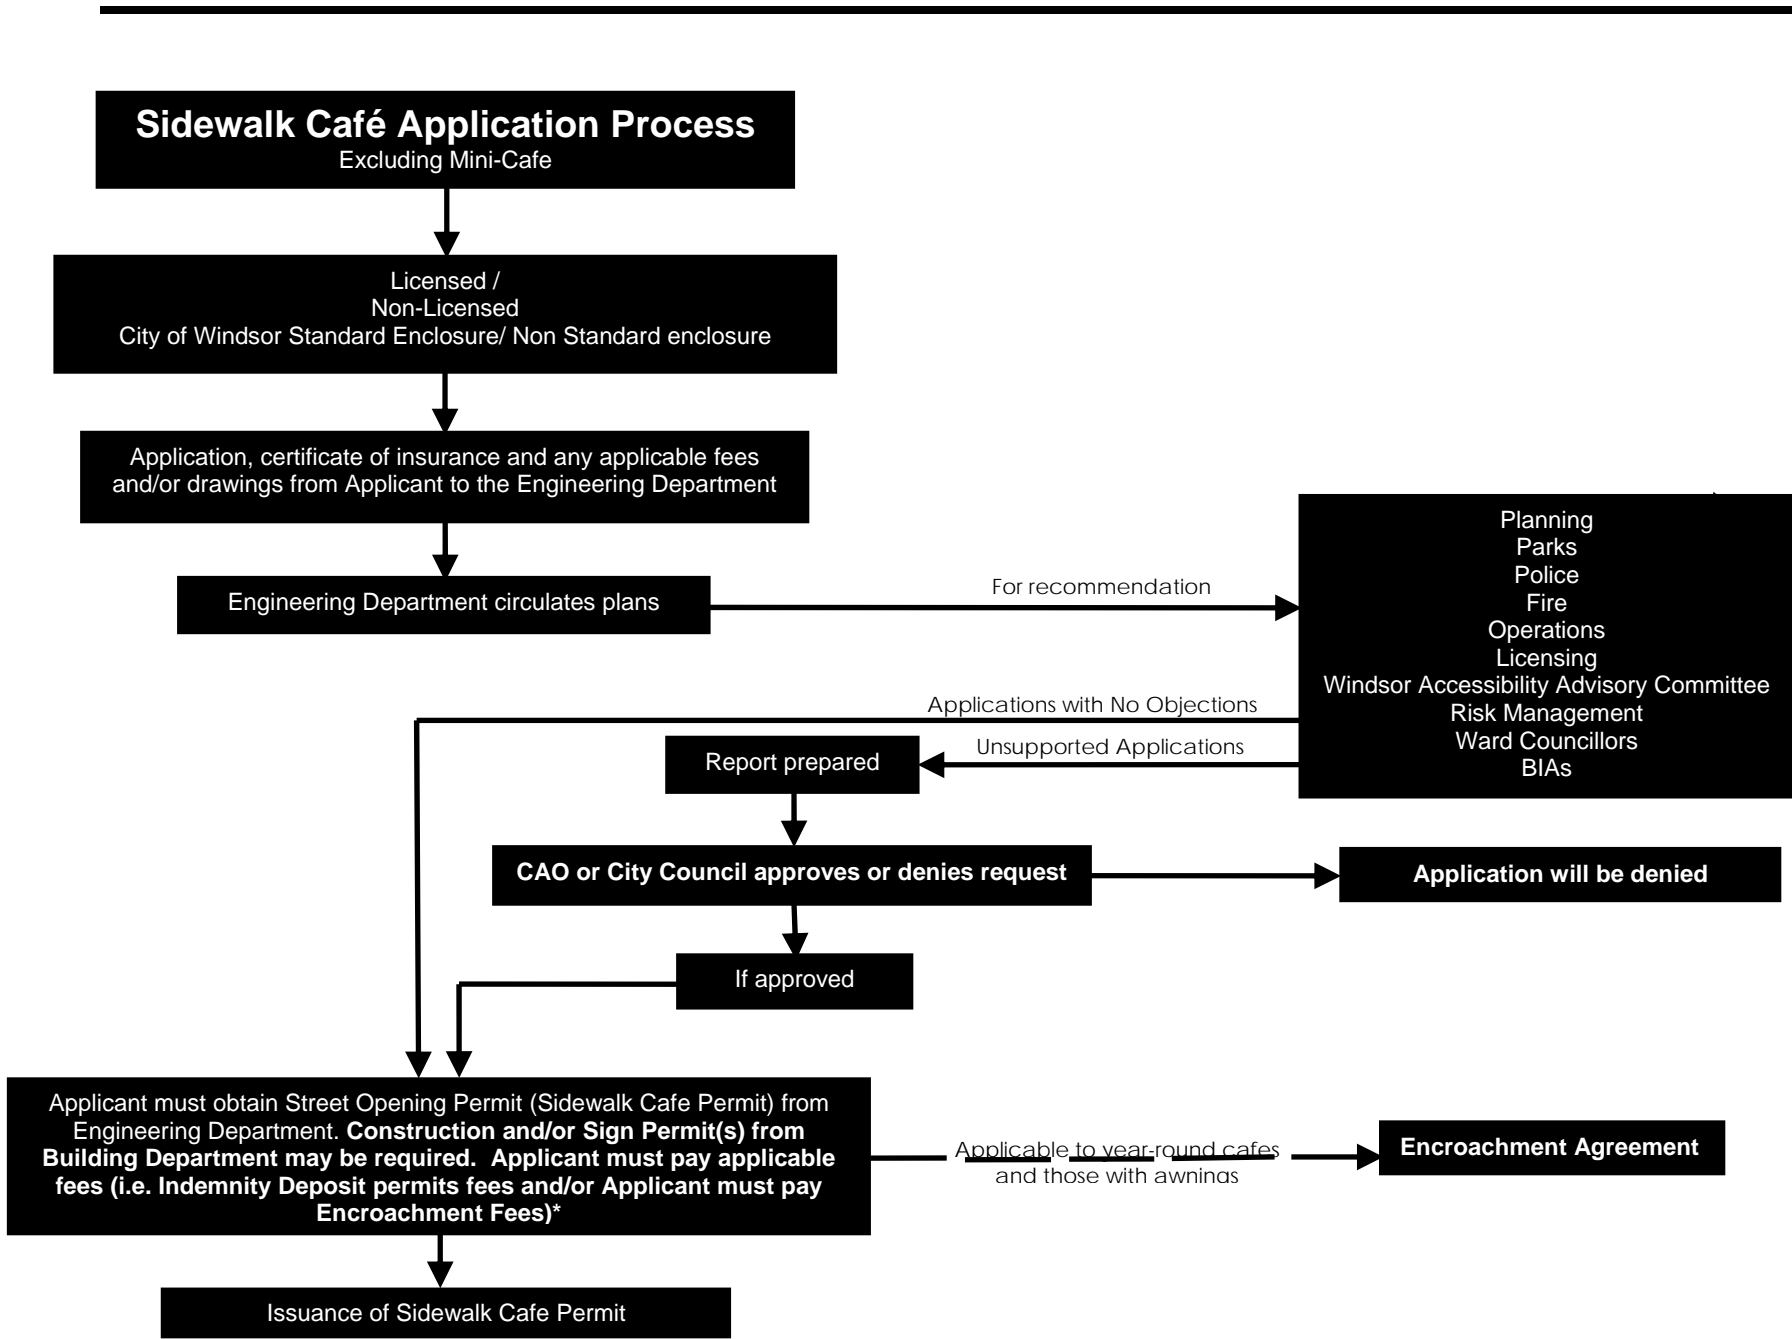 Sidewalk Café Application Process
Excluding Mini-Cafe
Licensed /
Non-Licensed
City of Windsor Standard Enclosure/ Non Standard enclosure
Application, certificate of insurance and any applicable fees
and/or drawings from Applicant to the Engineering Department
Engineering Department circulates plans
For recommendation
Planning
Parks
Police
Fire
Operations
Licensing
Windsor Accessibility Advisory Committee
Risk Management
Ward Councillors
BIAs
Applications with No Objections
Unsupported Applications
Report prepared
CAO or City Council approves or denies request
Application will be denied
If approved
Applicant must obtain Street Opening Permit (Sidewalk Cafe Permit) from
Engineering Department. Construction and/or Sign Permit(s) from
Building Department may be required.  Applicant must pay applicable
fees (i.e. Indemnity Deposit permits fees and/or Applicant must pay
Encroachment Fees)*
Applicable to year-round cafes
and those with awnings
Encroachment Agreement
Issuance of Sidewalk Cafe Permit